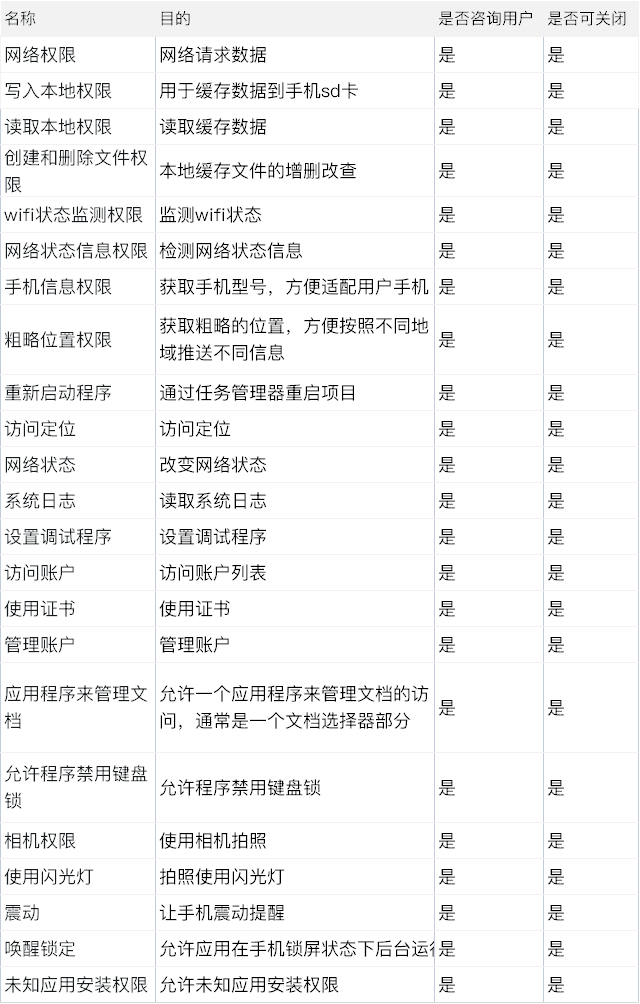 名称 目的 是否咨询用户 是否可关闭
网络权限 网络请求数据 是 是
写入本地权限 用于缓存数据到手机sd卡 是 是
读取本地权限 读取缓存数据 是 是
创建和删除文件权
限 本地缓存文件的增删改查 是 是
wifi状态监测权限 监测wifi状态 是 是
网络状态信息权限 检测网络状态信息 是 是
手机信息权限 获取手机型号，方便适配用户手机 是 是
粗略位置权限 获取粗略的位置，方便按照不同地
域推送不同信息 是 是
重新启动程序 通过任务管理器重启项目 是 是
访问定位 访问定位 是 是
网络状态 改变网络状态 是 是
系统日志 读取系统日志 是 是
设置调试程序 设置调试程序 是 是
访问账户 访问账户列表 是 是
使用证书 使用证书 是 是
管理账户 管理账户 是 是
应用程序来管理文
档 允许一个应用程序来管理文档的访
问，通常是一个文档选择器部分 是 是
允许程序禁用键盘
锁 允许程序禁用键盘锁 是 是
相机权限 使用相机拍照 是 是
使用闪光灯 拍照使用闪光灯 是 是
震动 让手机震动提醒 是 是
唤醒锁定 允许应用在手机锁屏状态下后台运行 是 是
未知应用安装权限 允许未知应用安装权限 是 是